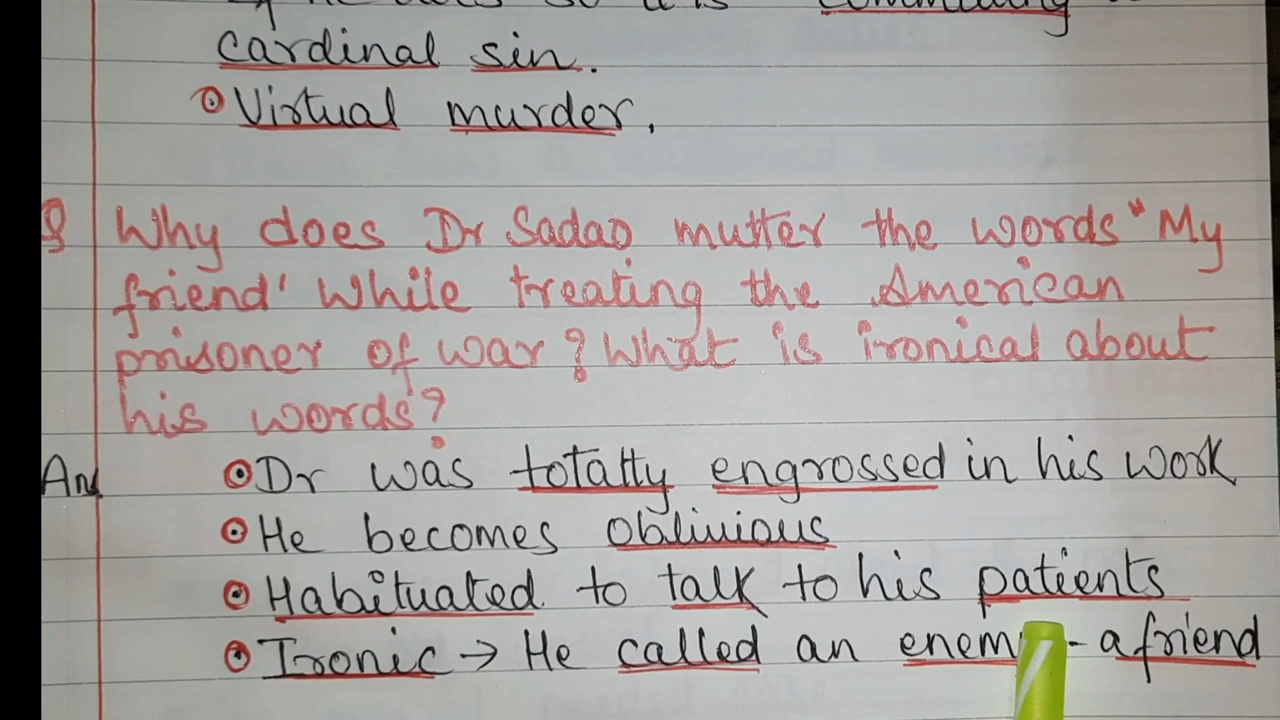 cardinal sin.
Virtual murder.
Q Why does Dr Sadao mutter the words "My
friend' While treating the American
prisoner of war? What is ironical about
his words?
Ans Dr was totally engrossed in his work
He becomes oblivious
Habituated to talk to his patients
Ironic → He called an enemy - a friend